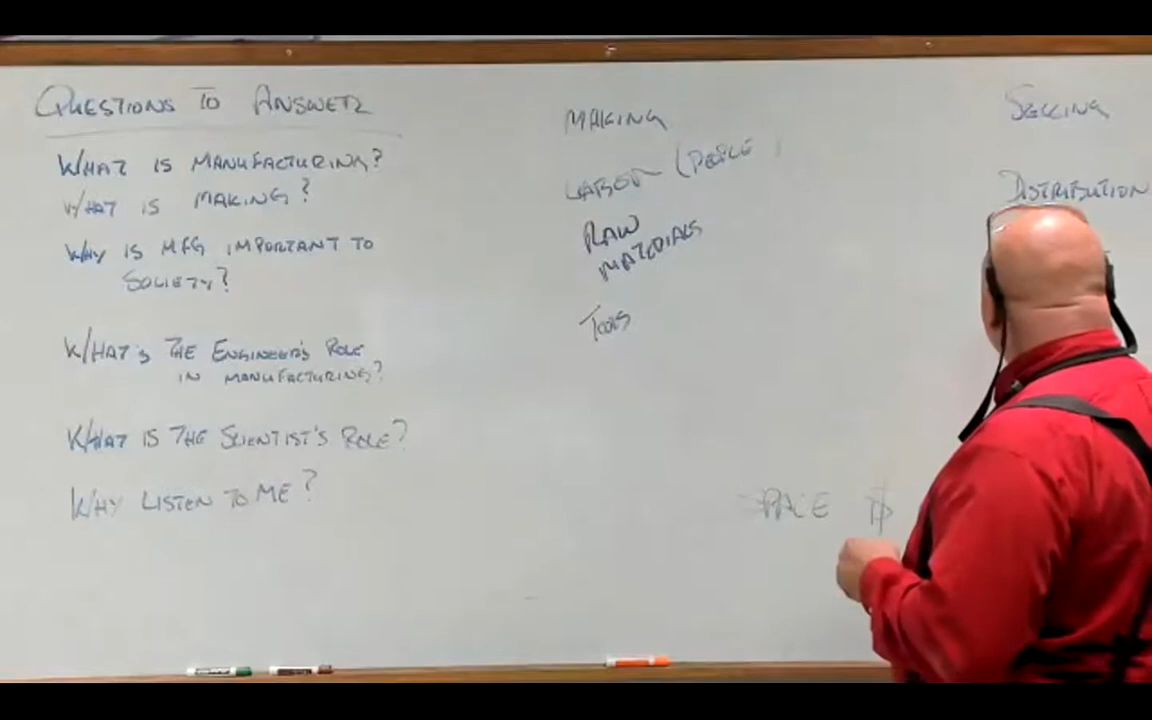 QUESTIONS TO ANSWER
WHAT IS MANUFACTURING?
WHAT IS MAKING?
WHY IS MFG IMPORTANT TO
SOCIETY?
WHAT'S THE ENGINEER'S ROLE
IN MANUFACTURING?
WHAT IS THE SCIENTIST'S ROLE?
WHY LISTEN TO ME?
MAKING
LABOR (PEOPLE
RAW
MATERIALS
TOOLS
SPACE $
SELLING
DISTRIBUTION